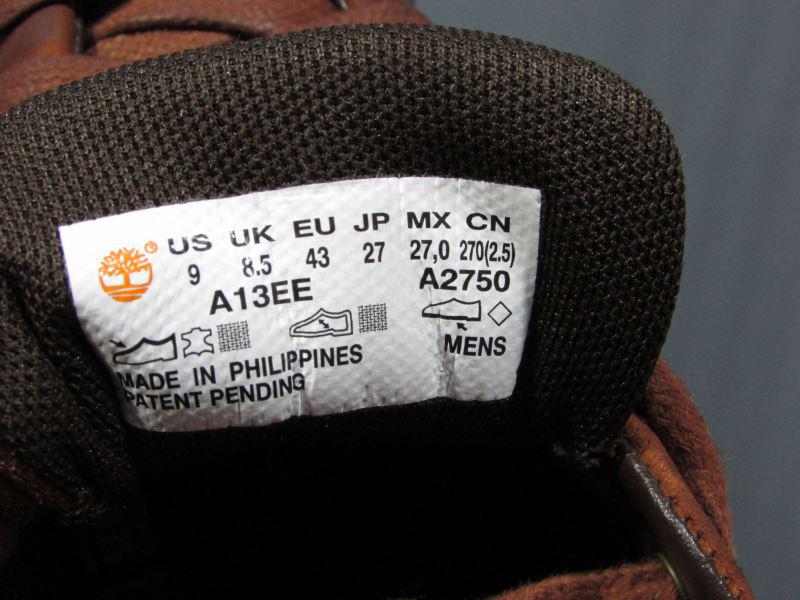 US UK EU JP MX CN
9 8.5 43 27 27,0 270(2.5)
A13EE A2750
MENS
MADE IN PHILIPPINES
PATENT PENDING